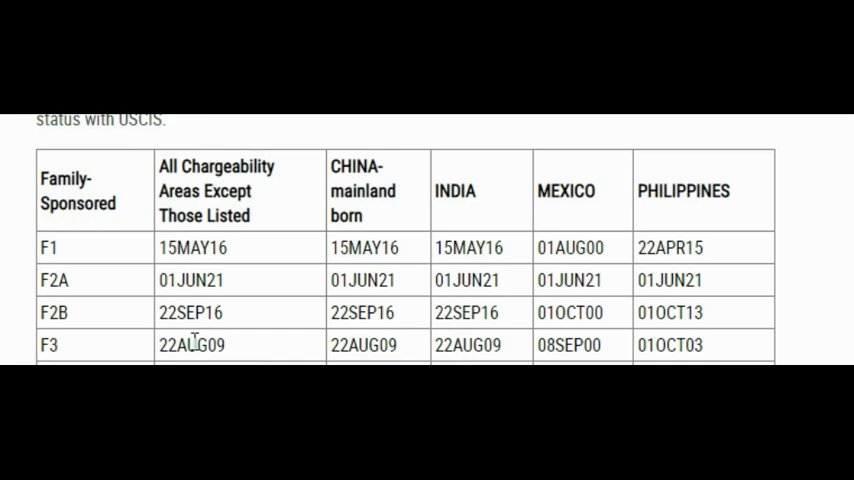 status with USCIS.
Family-
Sponsored
All Chargeability
Areas Except
Those Listed
CHINA-
mainland
born
INDIA
MEXICO
PHILIPPINES
F1 15MAY16 15MAY16 15MAY16 01AUG00 22APR15
F2A 01JUN21 01JUN21 01JUN21 01JUN21 01JUN21
F2B 22SEP16 22SEP16 22SEP16 01OCT00 01OCT13
F3 22AUG09 22AUG09 22AUG09 08SEP00 01OCT03